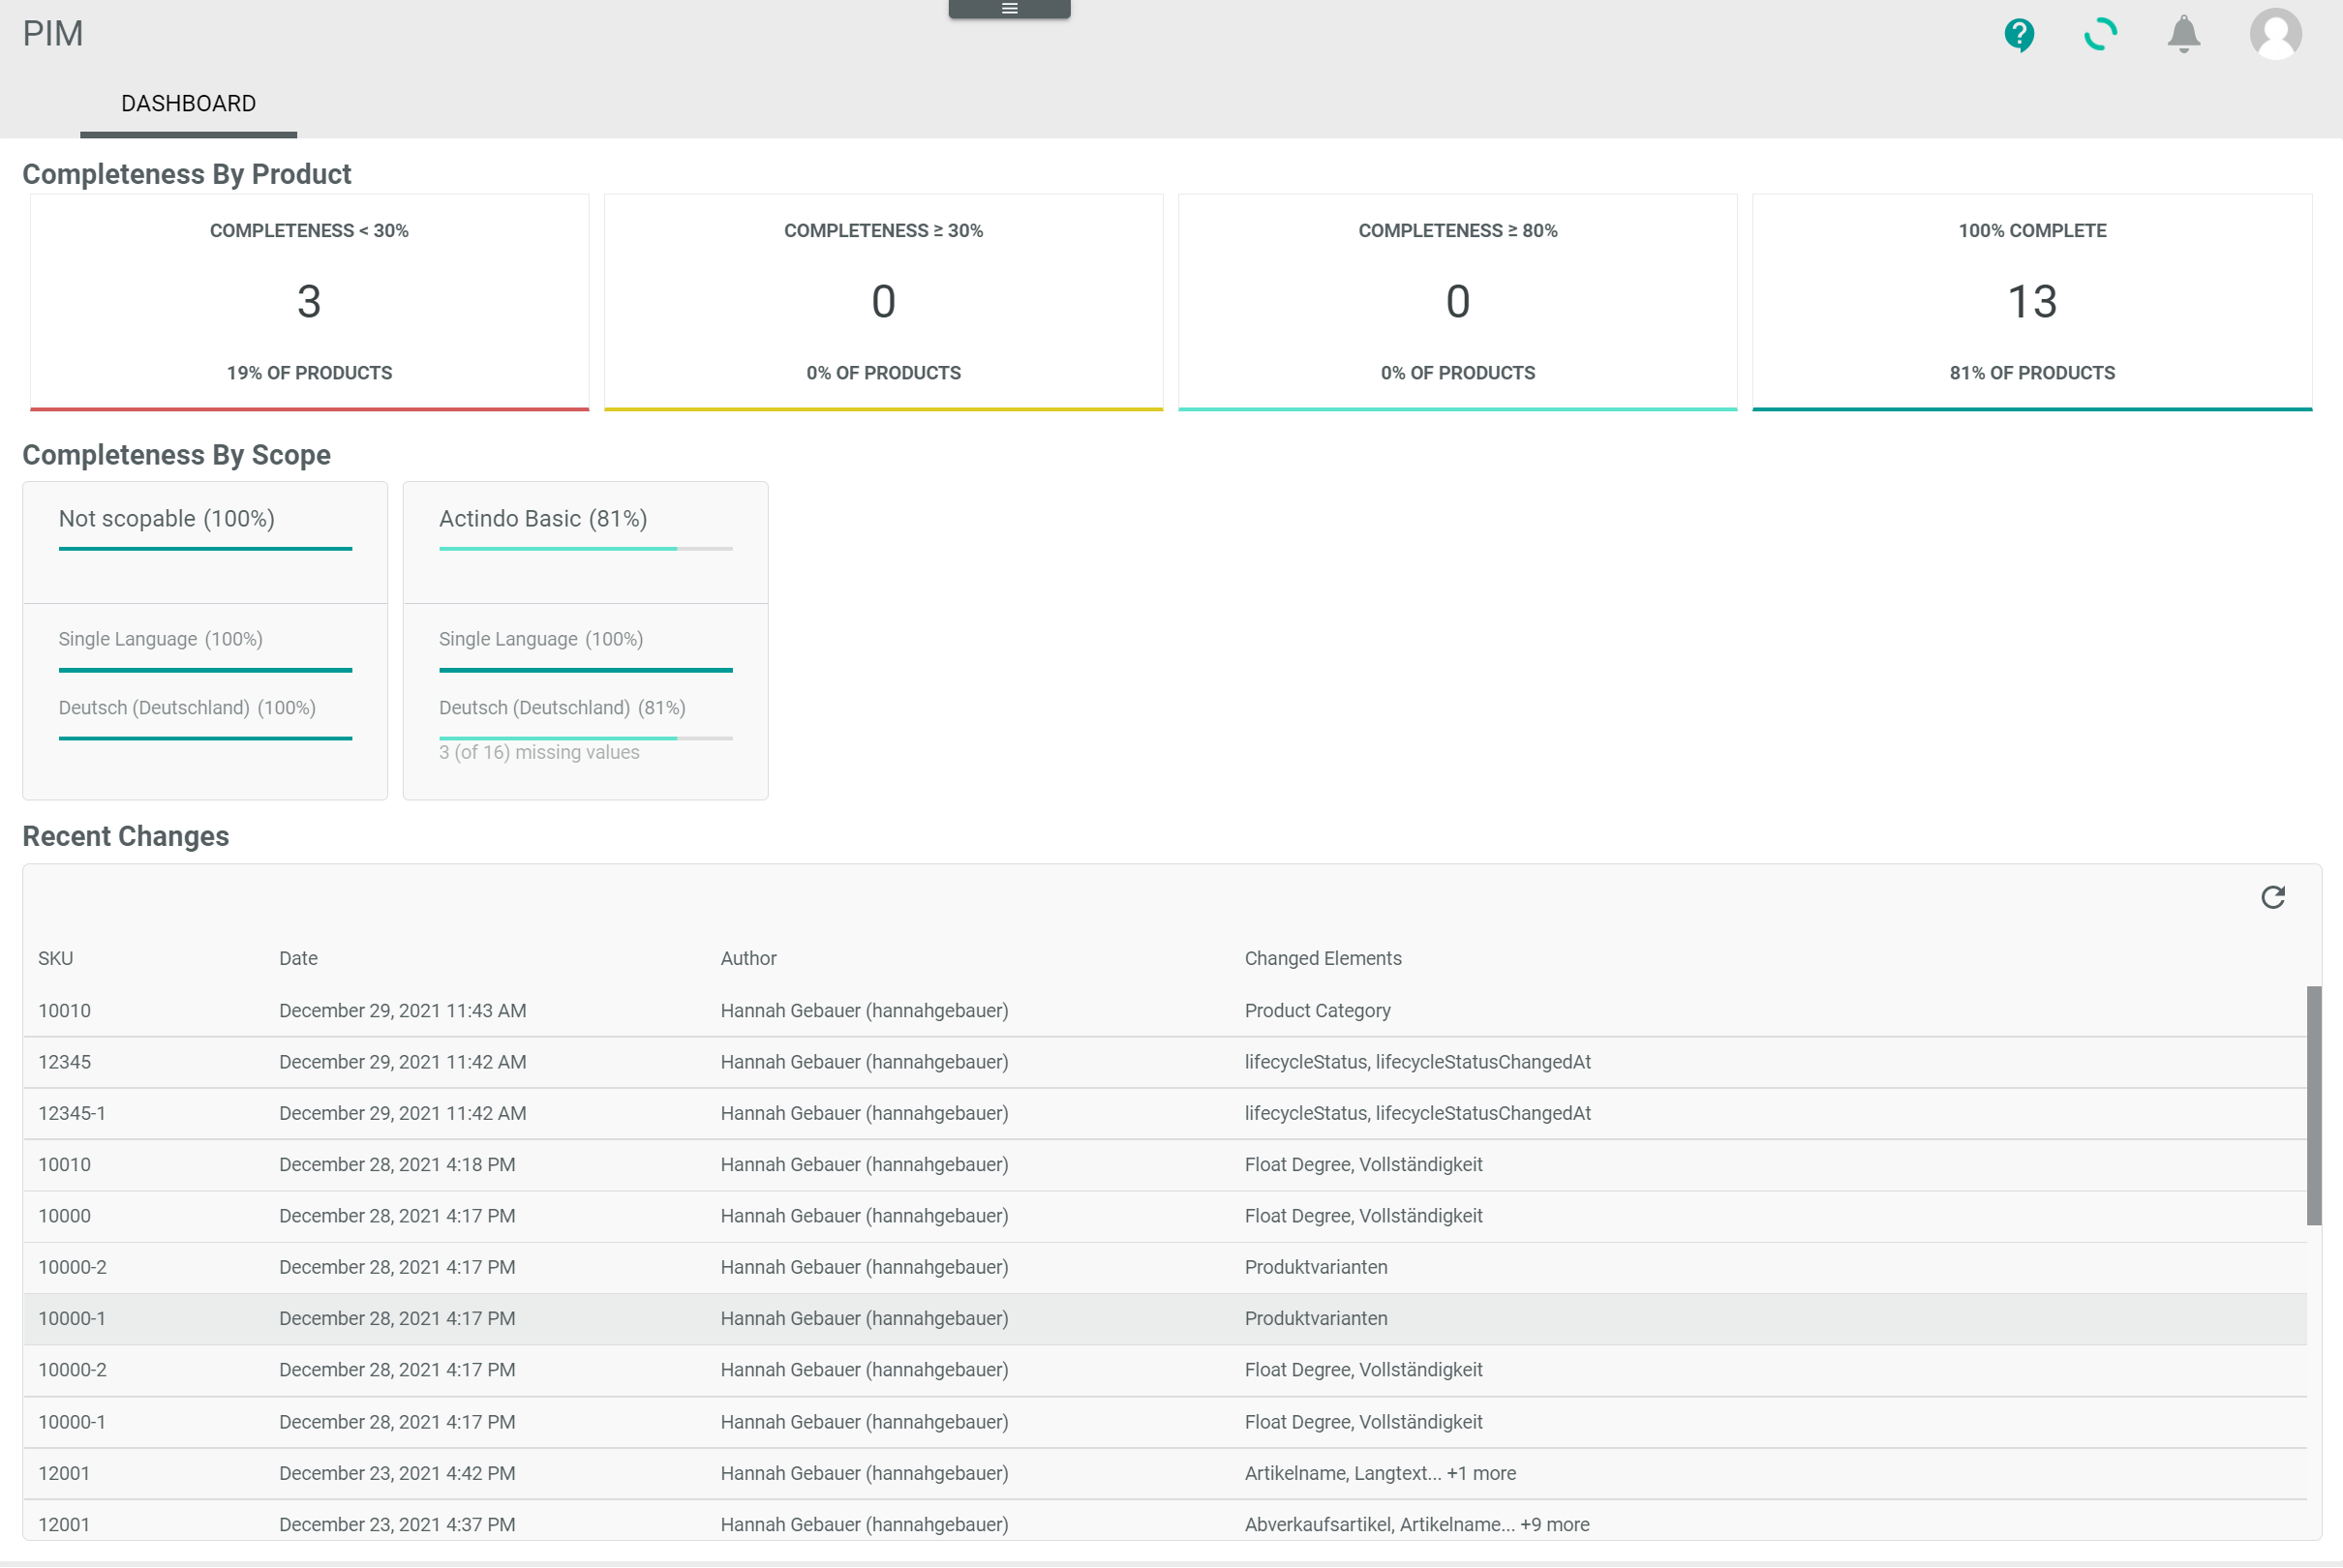 PIM
DASHBOARD
Completeness By Product
COMPLETENESS < 30%
3
19% OF PRODUCTS
COMPLETENESS ≥ 30%
0
0% OF PRODUCTS
COMPLETENESS ≥ 80%
0
0% OF PRODUCTS
100% COMPLETE
13
81% OF PRODUCTS
Completeness By Scope
Not scopable (100%)
Single Language (100%)
Deutsch (Deutschland) (100%)
Actindo Basic (81%)
Single Language (100%)
Deutsch (Deutschland) (81%)
3 (of 16) missing values
Recent Changes
SKU Date Author Changed Elements
10010 December 29, 2021 11:43 AM Hannah Gebauer (hannahgebauer) Product Category
12345 December 29, 2021 11:42 AM Hannah Gebauer (hannahgebauer) lifecycleStatus, lifecycleStatusChangedAt
12345-1 December 29, 2021 11:42 AM Hannah Gebauer (hannahgebauer) lifecycleStatus, lifecycleStatusChangedAt
10010 December 28, 2021 4:18 PM Hannah Gebauer (hannahgebauer) Float Degree, Vollständigkeit
10000 December 28, 2021 4:17 PM Hannah Gebauer (hannahgebauer) Float Degree, Vollständigkeit
10000-2 December 28, 2021 4:17 PM Hannah Gebauer (hannahgebauer) Produktvarianten
10000-1 December 28, 2021 4:17 PM Hannah Gebauer (hannahgebauer) Produktvarianten
10000-2 December 28, 2021 4:17 PM Hannah Gebauer (hannahgebauer) Float Degree, Vollständigkeit
10000-1 December 28, 2021 4:17 PM Hannah Gebauer (hannahgebauer) Float Degree, Vollständigkeit
12001 December 23, 2021 4:42 PM Hannah Gebauer (hannahgebauer) Artikelname, Langtext... +1 more
12001 December 23, 2021 4:37 PM Hannah Gebauer (hannahgebauer) Abverkaufsartikel, Artikelname... +9 more